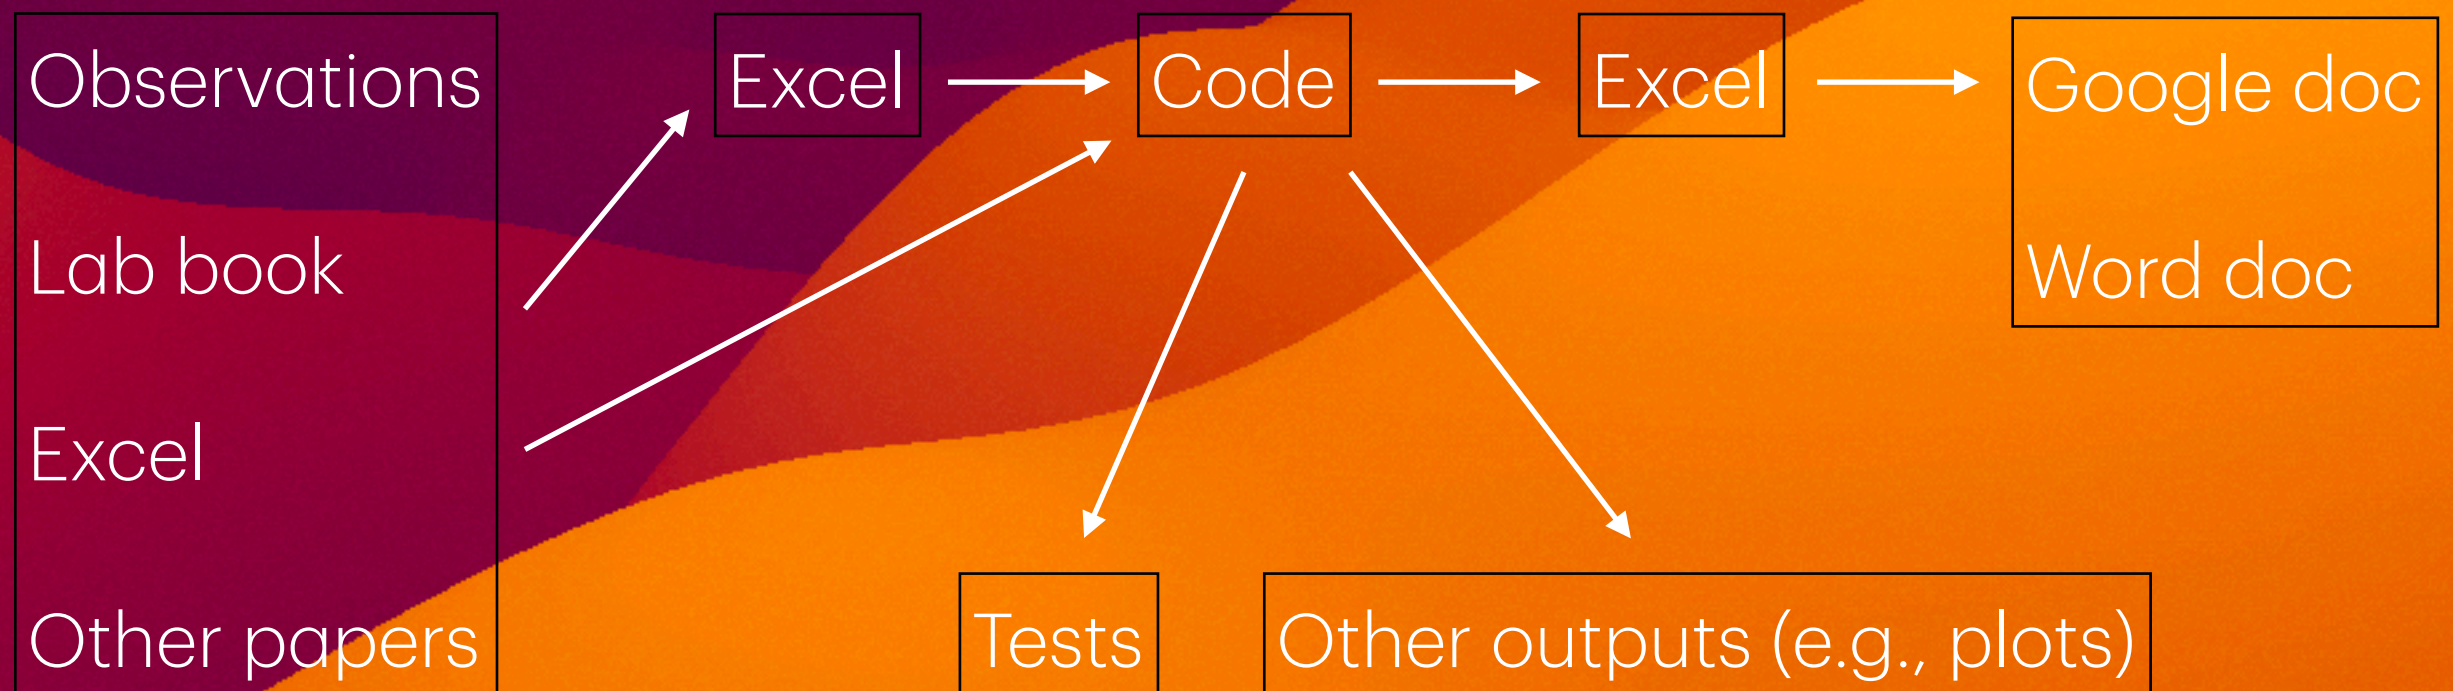 Observations
Lab book
Excel
Other papers
Excel
Code
Excel
Google doc
Word doc
Tests
Other outputs (e.g., plots)